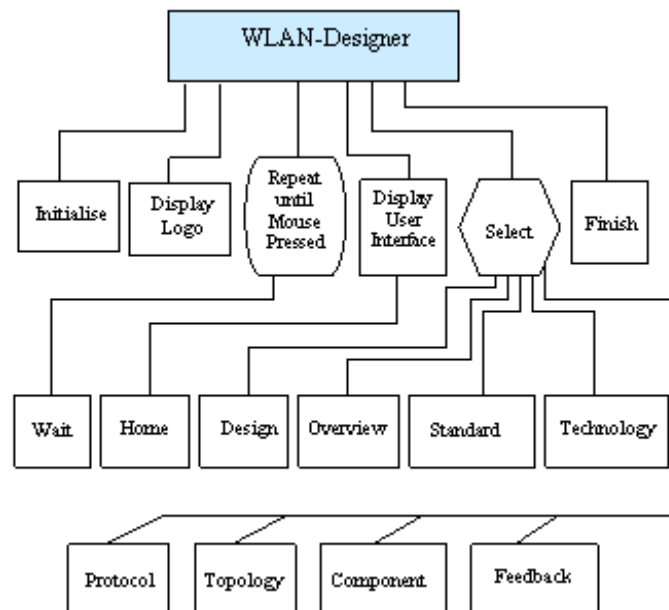 WLAN-Designer
Initialise
Display
Logo
Repeat
until
Mouse
Pressed
Display
User
Interface
Select
Finish
Wait
Home
Design
Overview
Standard
Technology
Protocol
Topology
Component
Feedback